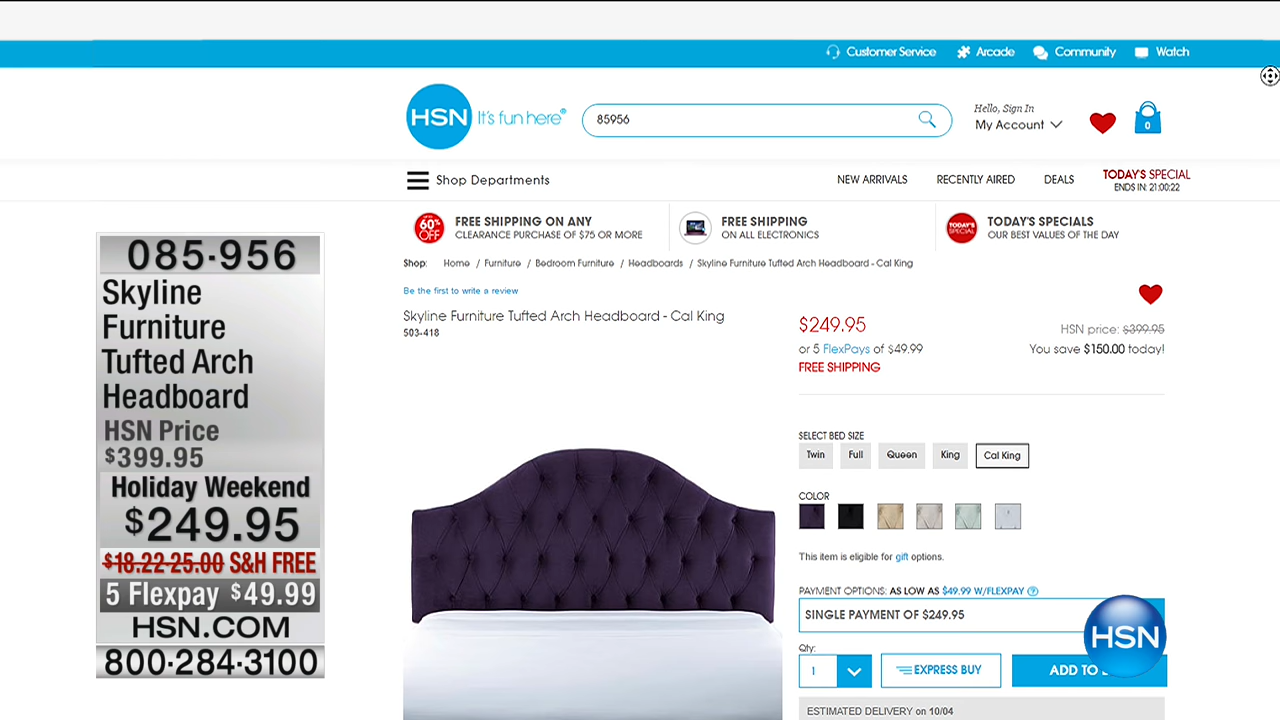 Customer Service Arcade Community Watch
HSN It's fun here®
85956
Hello, Sign In
My Account
0
Shop Departments
NEW ARRIVALS RECENTLY AIRED DEALS
TODAY'S SPECIAL
ENDS IN: 21:00:22
60% OFF
FREE SHIPPING ON ANY
CLEARANCE PURCHASE OF $75 OR MORE
FREE SHIPPING
ON ALL ELECTRONICS
TODAY'S SPECIAL
TODAY'S SPECIALS
OUR BEST VALUES OF THE DAY
085·956
Skyline
Furniture
Tufted Arch
Headboard
HSN Price
$399.95
Holiday Weekend
$249.95
$18.22-25.00 S&H FREE
5 Flexpay $49.99
HSN.COM
800·284·3100
Shop: Home / Furniture / Bedroom Furniture / Headboards / Skyline Furniture Tufted Arch Headboard - Cal King
Be the first to write a review
Skyline Furniture Tufted Arch Headboard - Cal King
503-418
$249.95
HSN price: $399.95
or 5 FlexPays of $49.99
You save $150.00 today!
FREE SHIPPING
SELECT BED SIZE
Twin Full Queen King Cal King
COLOR
This item is eligible for gift options.
PAYMENT OPTIONS: AS LOW AS $49.99 W/FLEXPAY ?
SINGLE PAYMENT OF $249.95
HSN
Qty:
1
EXPRESS BUY
ADD TO
ESTIMATED DELIVERY on 10/04